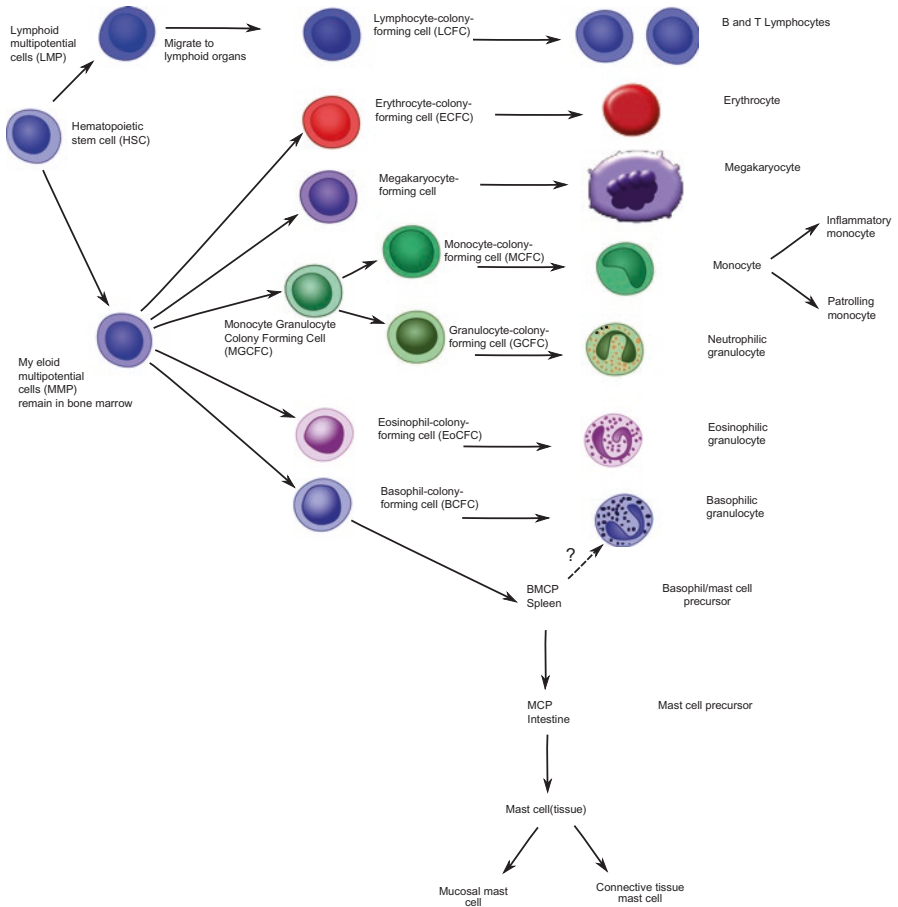 Lymphoid
multipotential
cells (LMP)
Migrate to
lymphoid organs
Lymphocyte-colony-
forming cell (LCFC)
B and T Lymphocytes
Hematopoietic
stem cell (HSC)
Erythrocyte-colony-
forming cell (ECFC)
Erythrocyte
Megakaryocyte-
forming cell
Megakaryocyte
Monocyte-colony-
forming cell (MCFC)
Monocyte
Inflammatory
monocyte
Patrolling
monocyte
Monocyte Granulocyte
Colony Forming Cell
(MGCFC)
Granulocyte-colony-
forming cell (GCFC)
Neutrophilic
granulocyte
My eloid
multipotential
cells (MMP)
remain in bone marrow
Eosinophil-colony-
forming cell (EoCFC)
Eosinophilic
granulocyte
Basophil-colony-
forming cell (BCFC)
Basophilic
granulocyte
?
BMCP
Spleen
Basophil/mast cell
precursor
MCP
Intestine
Mast cell precursor
Mast cell(tissue)
Mucosal mast
cell
Connective tissue
mast cell